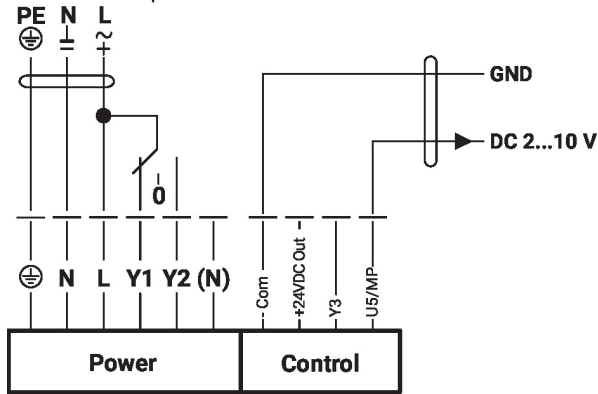 PE N L
GND
DC 2...10 V
0
N L Y1 Y2 (N)
- Com
+24VDC Out
Y3
U5/MP
Power
Control